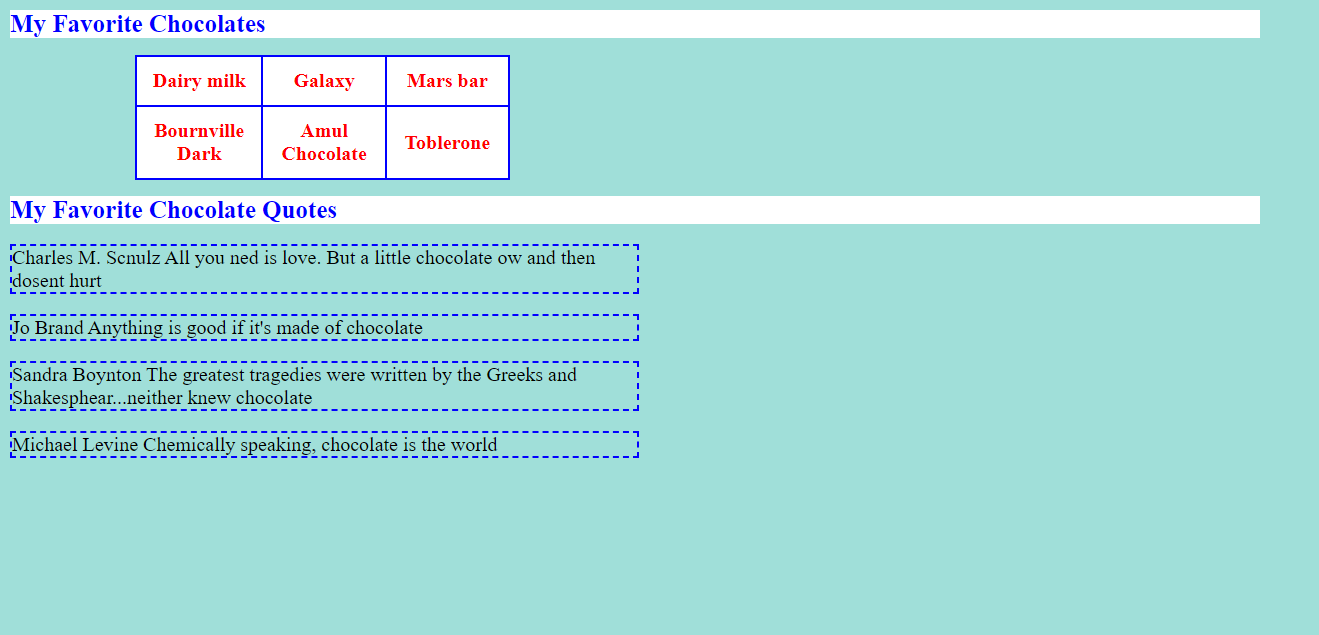 My Favorite Chocolates
Dairy milk Galaxy Mars bar
Bournville Dark Amul Chocolate Toblerone
My Favorite Chocolate Quotes
Charles M. Scnulz All you ned is love. But a little chocolate ow and then
dosent hurt
Jo Brand Anything is good if it's made of chocolate
Sandra Boynton The greatest tragedies were written by the Greeks and
Shakesphear...neither knew chocolate
Michael Levine Chemically speaking, chocolate is the world